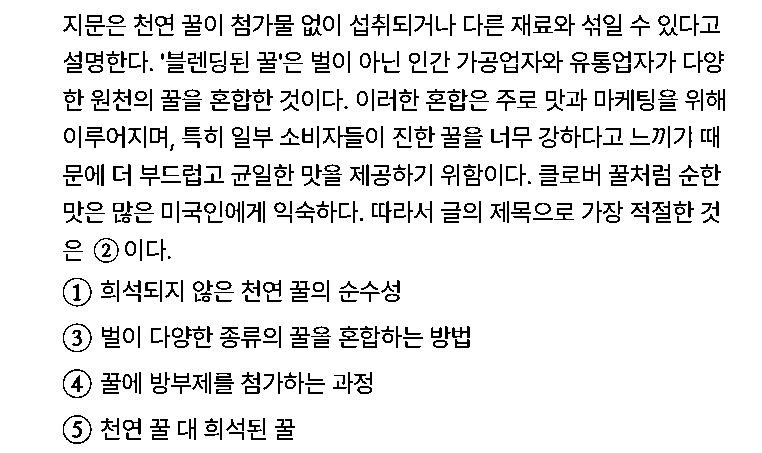 지문은 천연 꿀이 첨가물 없이 섭취되거나 다른 재료와 섞일 수 있다고
설명한다. '블렌딩된 꿀'은 벌이 아닌 인간 가공업자와 유통업자가 다양
한 원천의 꿀을 혼합한 것이다. 이러한 혼합은 주로 맛과 마케팅을 위해
이루어지며, 특히 일부 소비자들이 진한 꿀을 너무 강하다고 느끼기 때
문에 더 부드럽고 균일한 맛을 제공하기 위함이다. 클로버 꿀처럼 순한
맛은 많은 미국인에게 익숙하다. 따라서 글의 제목으로 가장 적절한 것
은 ②이다.
① 희석되지 않은 천연 꿀의 순수성
③ 벌이 다양한 종류의 꿀을 혼합하는 방법
④ 꿀에 방부제를 첨가하는 과정
⑤ 천연 꿀 대 희석된 꿀